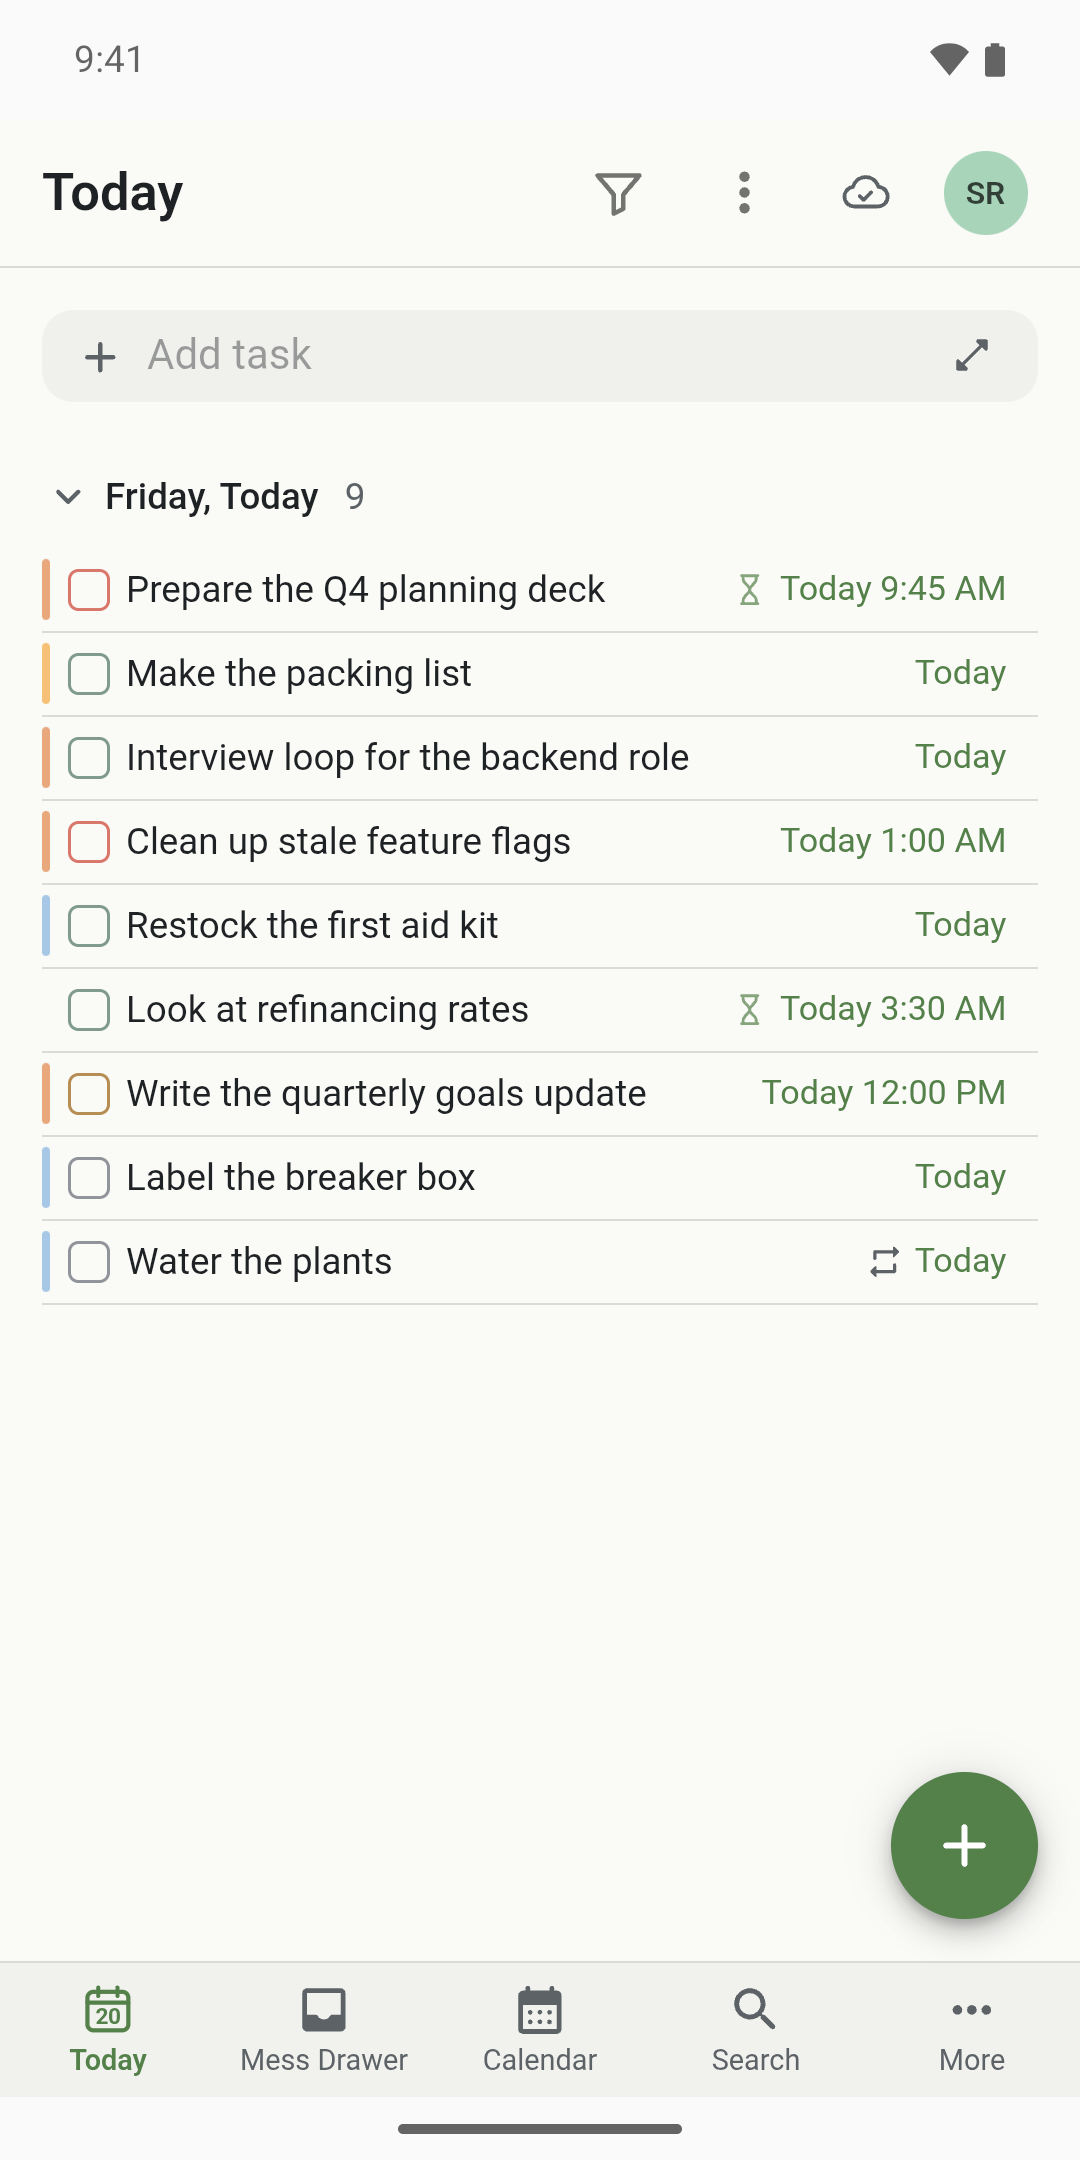 9:41
Today
SR
Add task
Friday, Today 9
Prepare the Q4 planning deck Today 9:45 AM
Make the packing list Today
Interview loop for the backend role Today
Clean up stale feature flags Today 1:00 AM
Restock the first aid kit Today
Look at refinancing rates Today 3:30 AM
Write the quarterly goals update Today 12:00 PM
Label the breaker box Today
Water the plants Today
20
Today Mess Drawer Calendar Search More